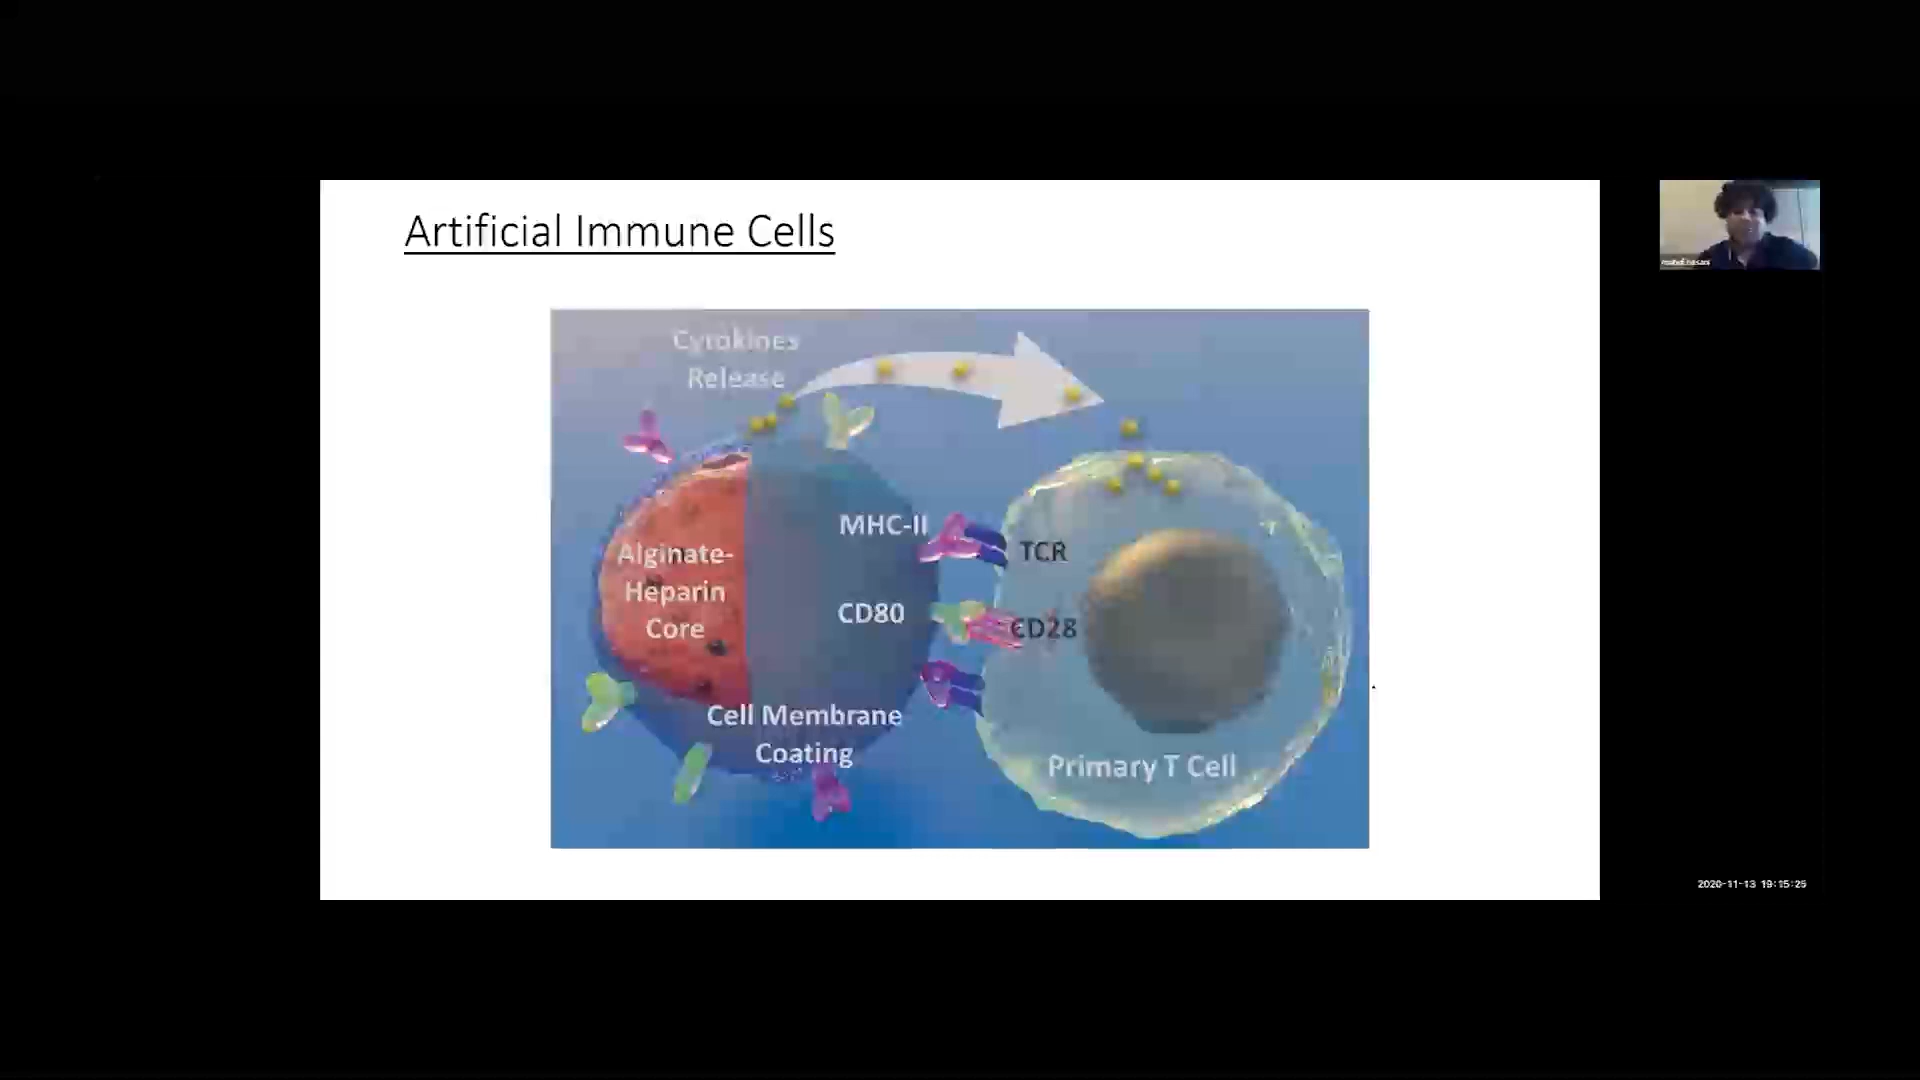 Artificial Immune Cells
Cytokines
Release
MHC-II
TCR
Alginate-
Heparin
Core
CD80
CD28
Cell Membrane
Coating
Primary T Cell
2020-11-13 19:15:25